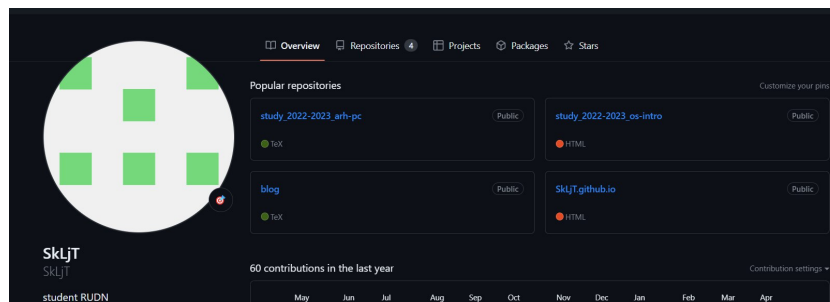 Overview Repositories 4 Projects Packages Stars
Popular repositories Customize your pins
study_2022-2023_arh-pc Public
TeX
study_2022-2023_os-intro Public
HTML
blog Public
TeX
SkLjT.github.io Public
HTML
SkLjT
SkLjT
student RUDN
60 contributions in the last year Contribution settings
May Jun Jul Aug Sep Oct Nov Dec Jan Feb Mar Apr